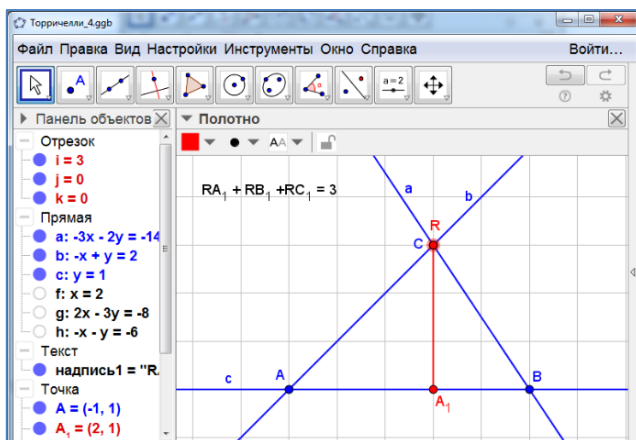 Торричелли_4.ggb
Файл Правка Вид Настройки Инструменты Окно Справка Войти...
A a=2
Панель объектов
Полотно
AA
Отрезок
i = 3
j = 0
k = 0
Прямая
a: -3x - 2y = -14
b: -x + y = 2
c: y = 1
f: x = 2
g: 2x - 3y = -8
h: -x - y = -6
Текст
надпись1 = "R
Точка
A = (-1, 1)
A₁ = (2, 1)
RA₁ + RB₁ +RC₁ = 3
a
b
R
C
c
A
B
A₁